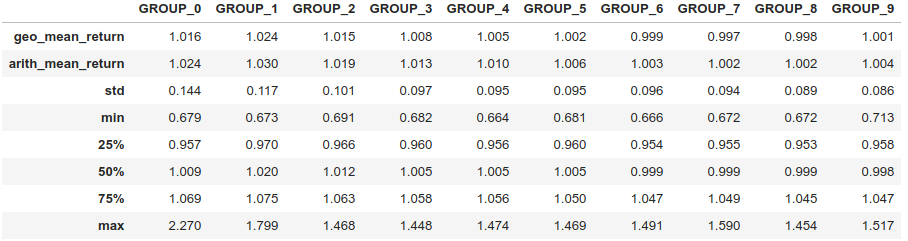 GROUP_0 GROUP_1 GROUP_2 GROUP_3 GROUP_4 GROUP_5 GROUP_6 GROUP_7 GROUP_8 GROUP_9
geo_mean_return 1.016 1.024 1.015 1.008 1.005 1.002 0.999 0.997 0.998 1.001
arith_mean_return 1.024 1.030 1.019 1.013 1.010 1.006 1.003 1.002 1.002 1.004
std 0.144 0.117 0.101 0.097 0.095 0.095 0.096 0.094 0.089 0.086
min 0.679 0.673 0.691 0.682 0.664 0.681 0.666 0.672 0.672 0.713
25% 0.957 0.970 0.966 0.960 0.956 0.960 0.954 0.955 0.953 0.958
50% 1.009 1.020 1.012 1.005 1.005 1.005 0.999 0.999 0.999 0.998
75% 1.069 1.075 1.063 1.058 1.056 1.050 1.047 1.049 1.045 1.047
max 2.270 1.799 1.468 1.448 1.474 1.469 1.491 1.590 1.454 1.517